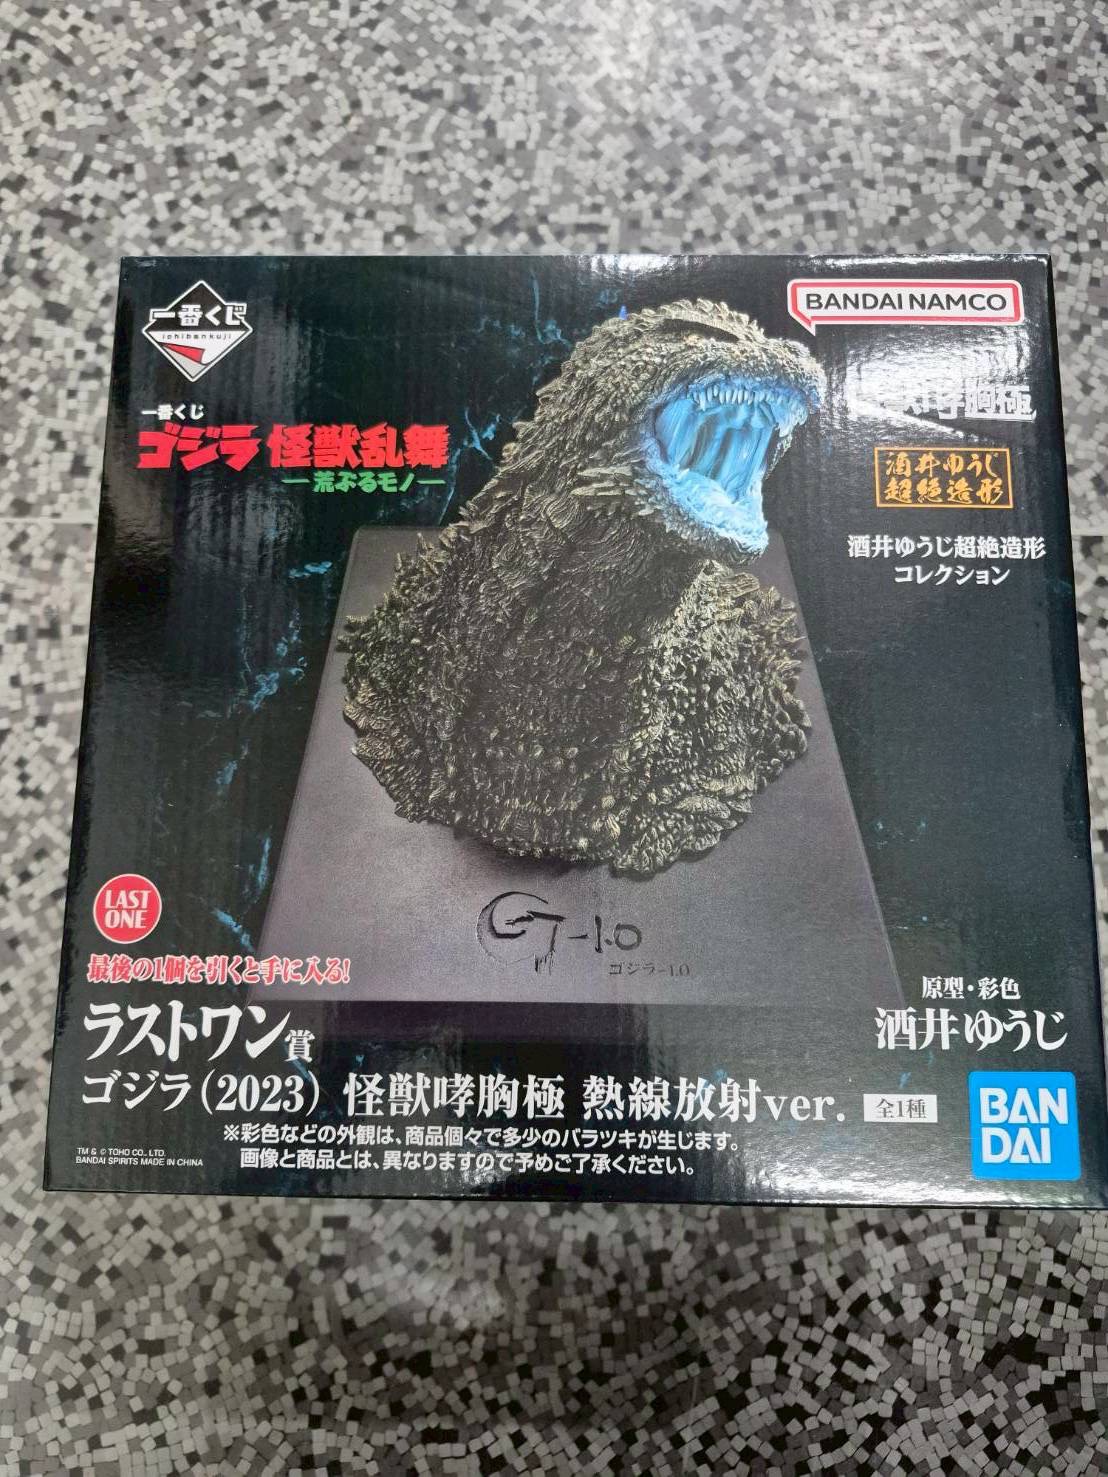 一番くじ
ichibankuji
BANDAI NAMCO
一番くじ
ゴジラ 怪獣乱舞
―荒ぶるモノ―
哮胸極
酒井ゆうじ
超絶造形
酒井ゆうじ超絶造形
コレクション
G-1.0
ゴジラ-1.0
LAST
ONE
最後の1個を引くと手に入る!
ラストワン賞
原型・彩色
酒井ゆうじ
ゴジラ(2023) 怪獣哮胸極 熱線放射ver. 全1種
※彩色などの外観は、商品個々で多少のバラツキが生じます。
画像と商品とは、異なりますので予めご了承ください。
TM & © TOHO CO., LTD.
BANDAI SPIRITS MADE IN CHINA
BAN
DAI